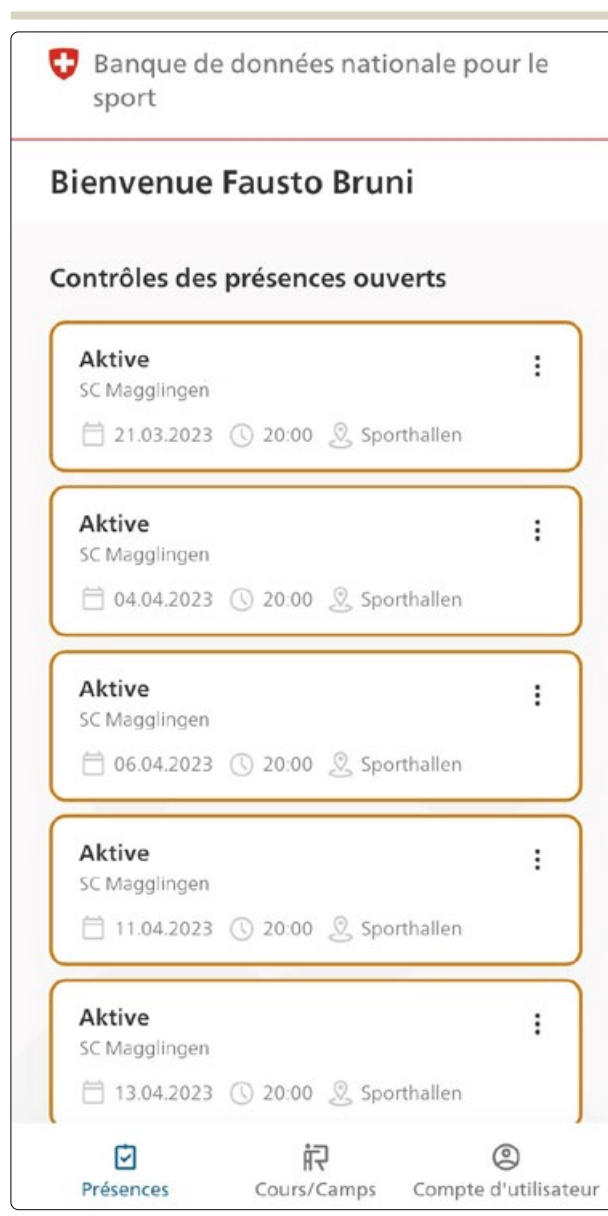 Banque de données nationale pour le
sport
Bienvenue Fausto Bruni
Contrôles des présences ouverts
Aktive
SC Magglingen
21.03.2023 20:00 Sporthallen
Aktive
SC Magglingen
04.04.2023 20:00 Sporthallen
Aktive
SC Magglingen
06.04.2023 20:00 Sporthallen
Aktive
SC Magglingen
11.04.2023 20:00 Sporthallen
Aktive
SC Magglingen
13.04.2023 20:00 Sporthallen
Présences Cours/Camps Compte d'utilisateur